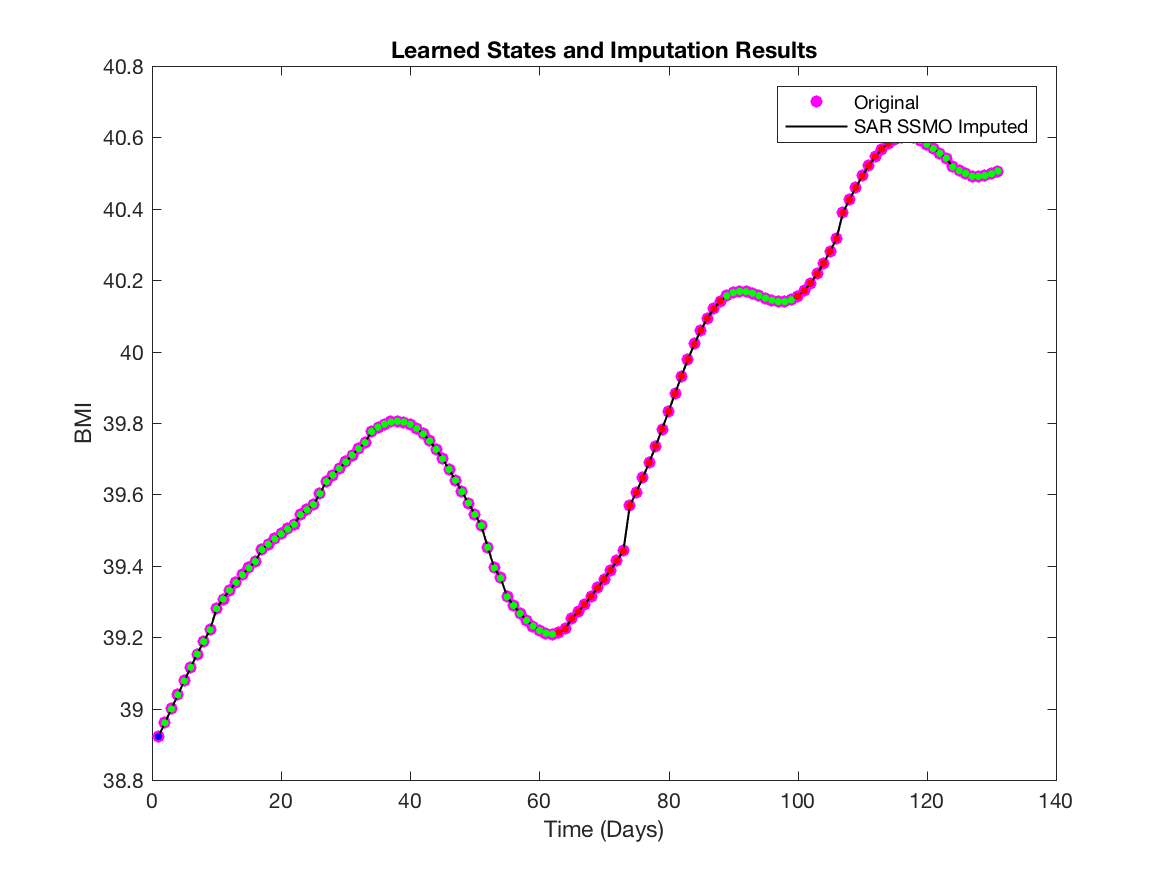 Learned States and Imputation Results
Original
SAR SSMO Imputed
40.8
40.6
40.4
40.2
40
39.8
39.6
39.4
39.2
39
38.8
BMI
0 20 40 60 80 100 120 140
Time (Days)